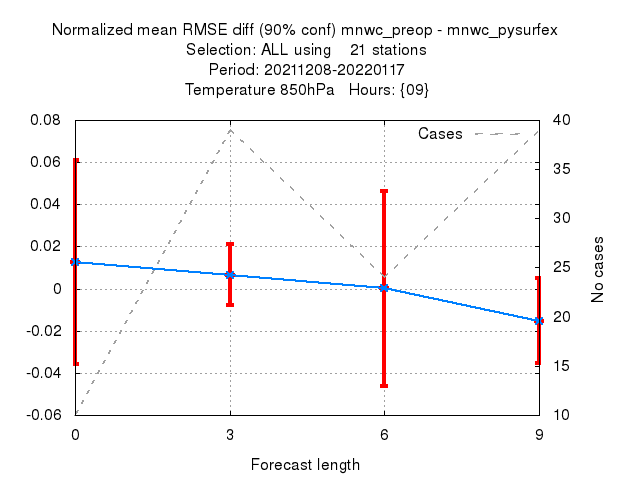 Normalized mean RMSE diff (90% conf) mnwc_preop - mnwc_pysurfex
Selection: ALL using    21 stations
Period: 20211208-20220117
Temperature 850hPa   Hours: {09}
Cases
0.08
0.06
0.04
0.02
0
-0.02
-0.04
-0.06
40
35
30
25
20
15
10
No cases
0 3 6 9
Forecast length